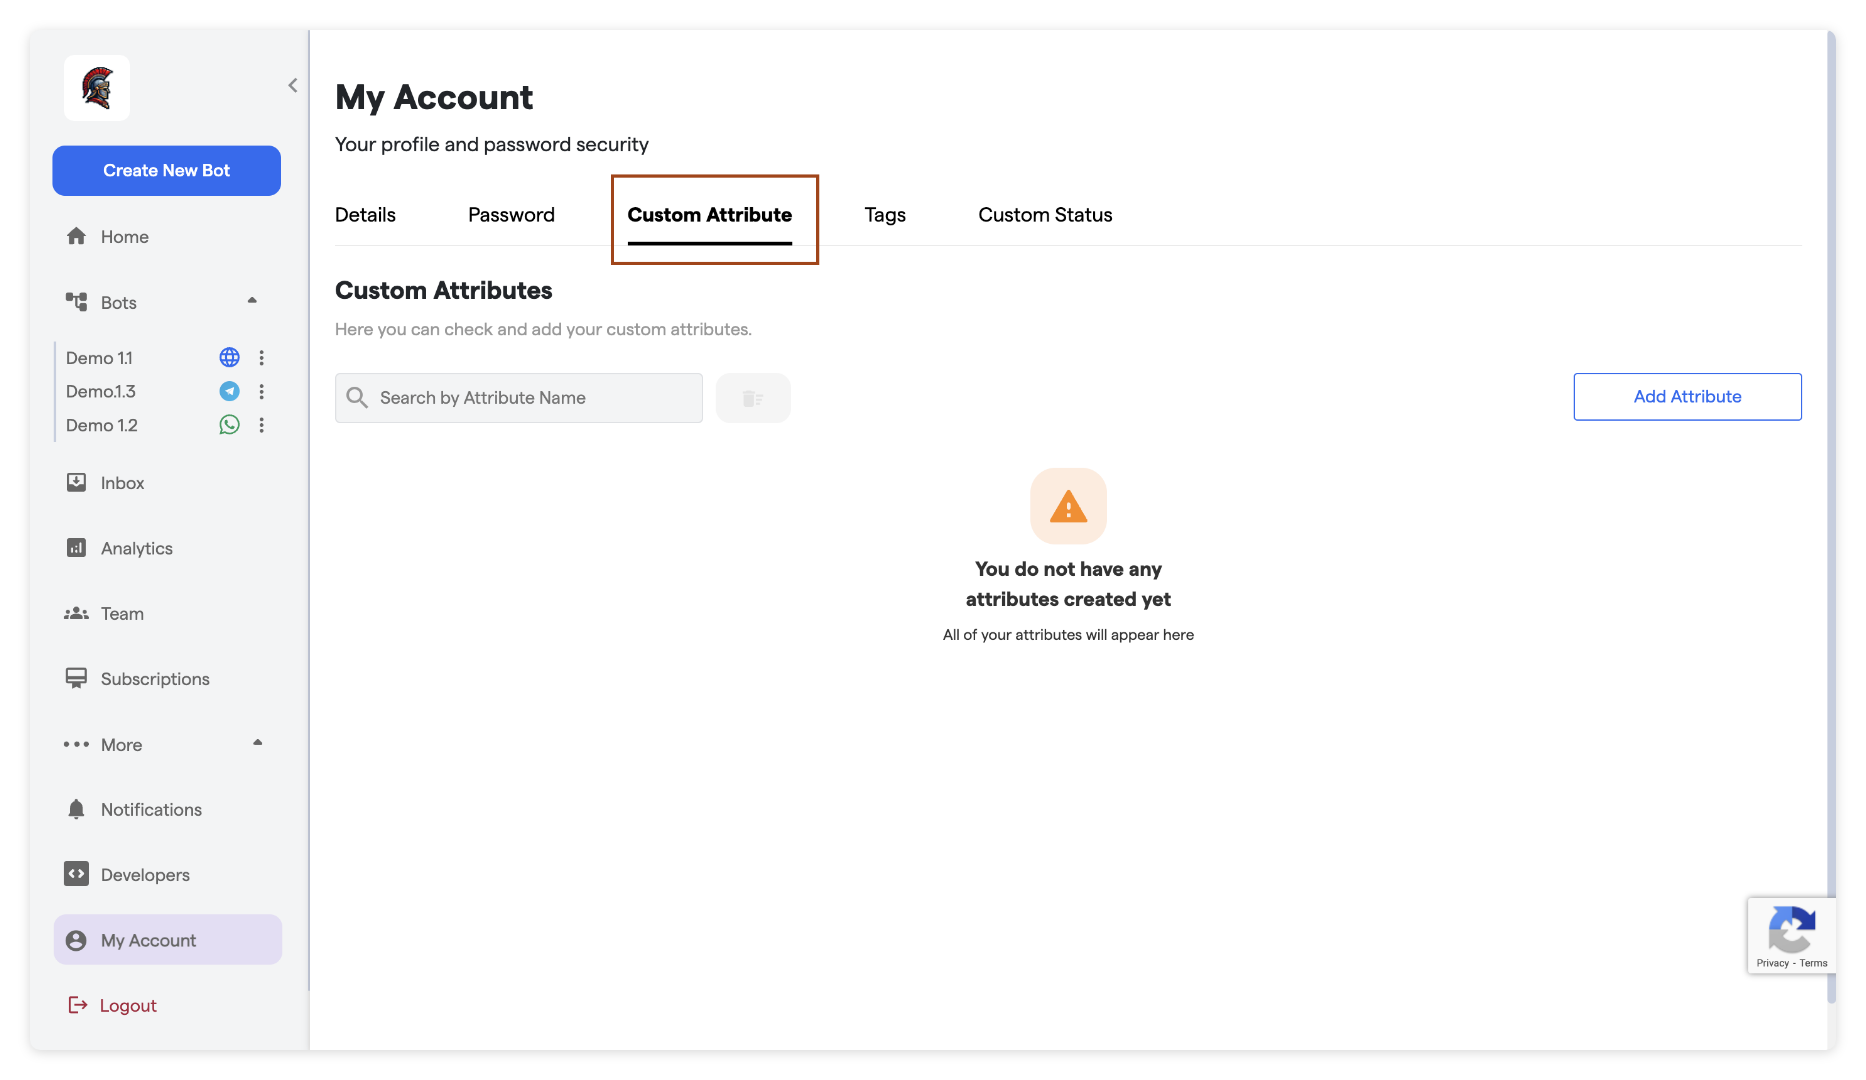 Create New Bot
Home
Bots
Demo 1.1
Demo.1.3
Demo 1.2
Inbox
Analytics
Team
Subscriptions
More
Notifications
Developers
My Account
Logout
My Account
Your profile and password security
Details Password Custom Attribute Tags Custom Status
Custom Attributes
Here you can check and add your custom attributes.
Search by Attribute Name
Add Attribute
You do not have any
attributes created yet
All of your attributes will appear here
Privacy - Terms